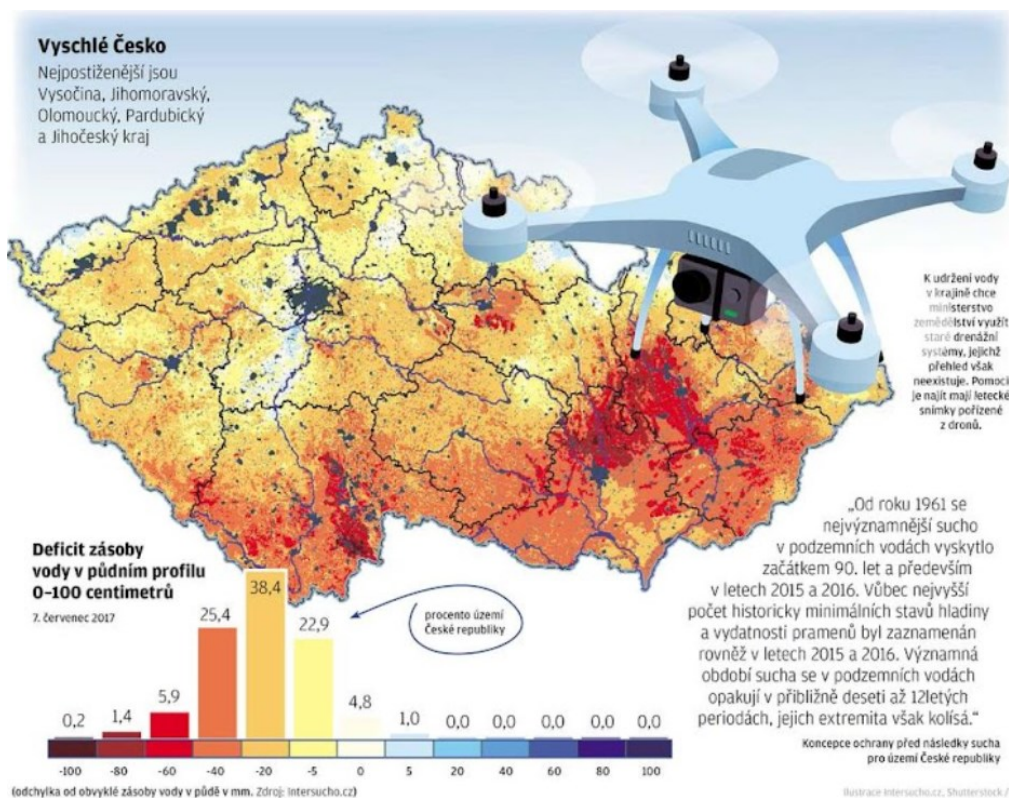 Vyschlé Česko
Nejpostiženější jsou
Vysočina, Jihomoravský,
Olomoucký, Pardubický
a Jihočeský kraj
K udržení vody
v krajině chce
ministerstvo
zemědělství využít
staré drenážní
systémy, jejichž
přehled však
neexistuje. Pomoci
je najít mají letecké
snímky pořízené
z dronů.
„Od roku 1961 se
nejvýznamnější sucho
v podzemních vodách vyskytlo
začátkem 90. let a především
v letech 2015 a 2016. Vůbec nejvyšší
počet historicky minimálních stavů hladiny
a vydatnosti pramenů byl zaznamenán
rovněž v letech 2015 a 2016. Významná
období sucha se v podzemních vodách
opakují v přibližně deseti až 12letých
periodách, jejich extremita však kolísá.“
Koncepce ochrany před následky sucha
pro území České republiky
Deficit zásoby
vody v půdním profilu
0–100 centimetrů
7. červenec 2017
procento území
České republiky
0,2 1,4 5,9 25,4 38,4 22,9 4,8 1,0 0,0 0,0 0,0 0,0 0,0
-100 -80 -60 -40 -20 -5 0 5 20 40 60 80 100
(odchylka od obvyklé zásoby vody v půdě v mm. Zdroj: Intersucho.cz)
Ilustrace Intersucho.cz, Shutterstock /